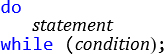 do
statement
while (condition);